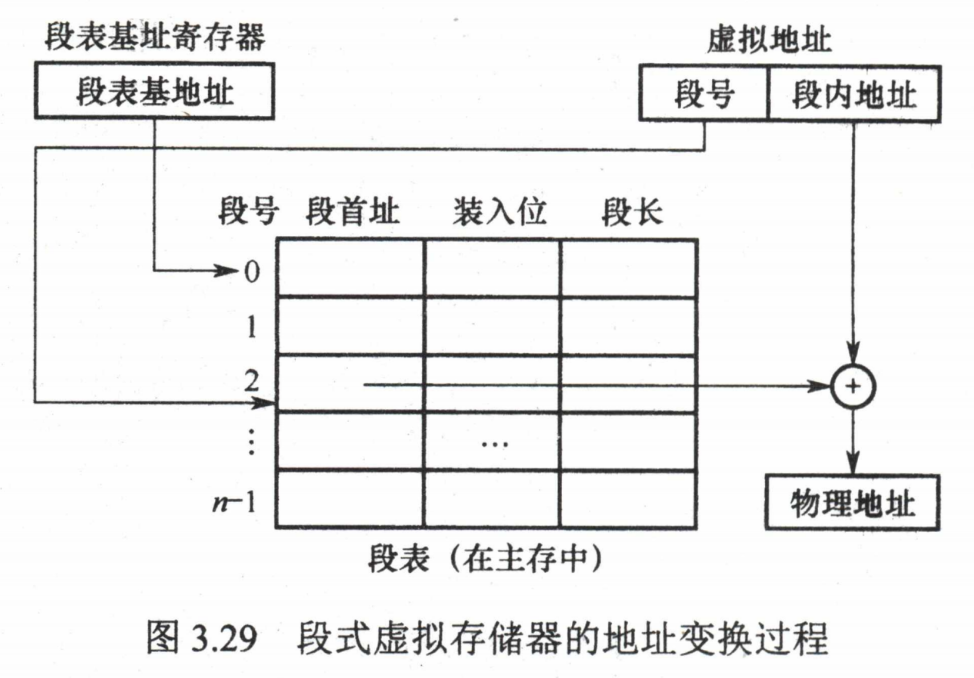 段表基址寄存器
虚拟地址
段表基地址
段号 段内地址
段号 段首址 装入位 段长
0
1
2
⋮
…
n-1
+
物理地址
段表（在主存中）
图 3.29 段式虚拟存储器的地址变换过程